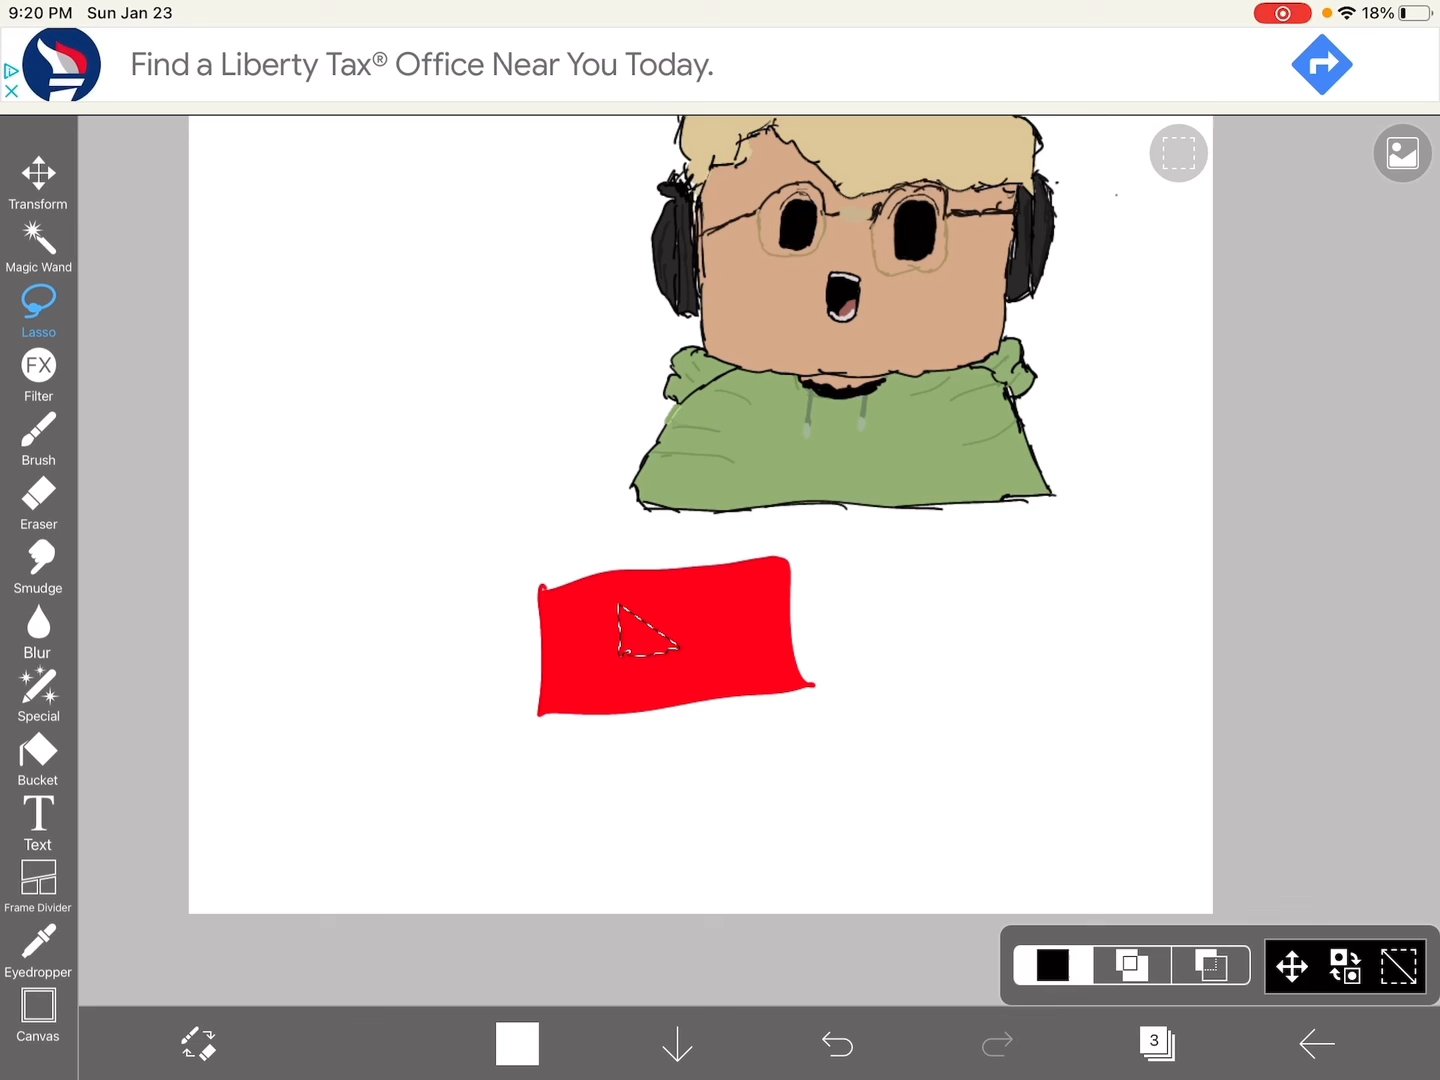 9:20 PM Sun Jan 23
18%
Find a Liberty Tax® Office Near You Today.
Transform
Magic Wand
Lasso
FX
Filter
Brush
Eraser
Smudge
Blur
Special
Bucket
T
Text
Frame Divider
Eyedropper
Canvas
3